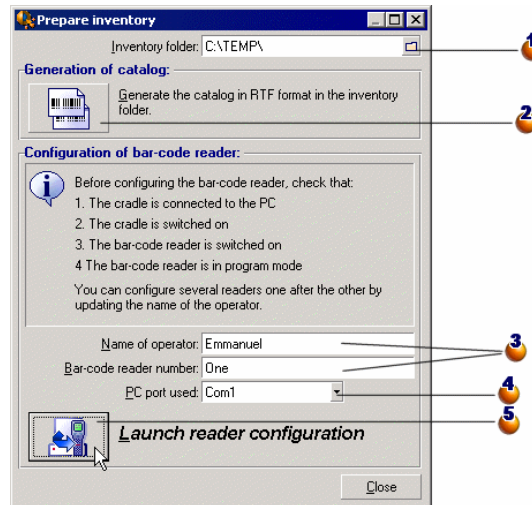 Prepare inventory
Inventory folder: C:\TEMP\
1
Generation of catalog:
Generate the catalog in RTF format in the inventory
folder.
2
Configuration of bar-code reader:
Before configuring the bar-code reader, check that:
1. The cradle is connected to the PC
2. The cradle is switched on
3. The bar-code reader is switched on
4 The bar-code reader is in program mode
You can configure several readers one after the other by
updating the name of the operator.
Name of operator: Emmanuel
3
Bar-code reader number: One
PC port used: Com1
4
5
Launch reader configuration
Close